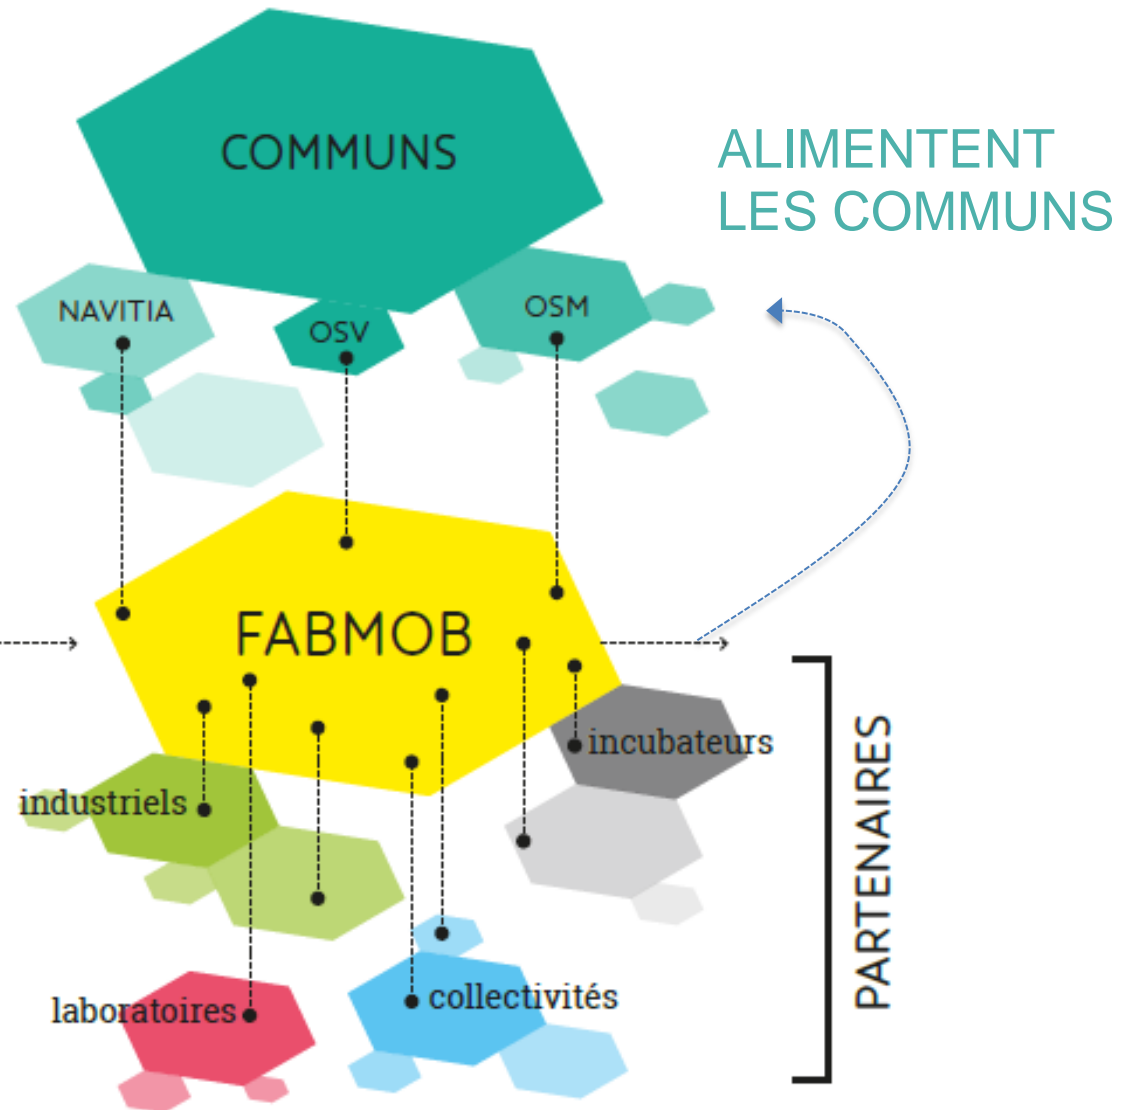 COMMUNS
ALIMENTENT
LES COMMUNS
NAVITIA
OSV
OSM
FABMOB
incubateurs
industriels
laboratoires
collectivités
PARTENAIRES